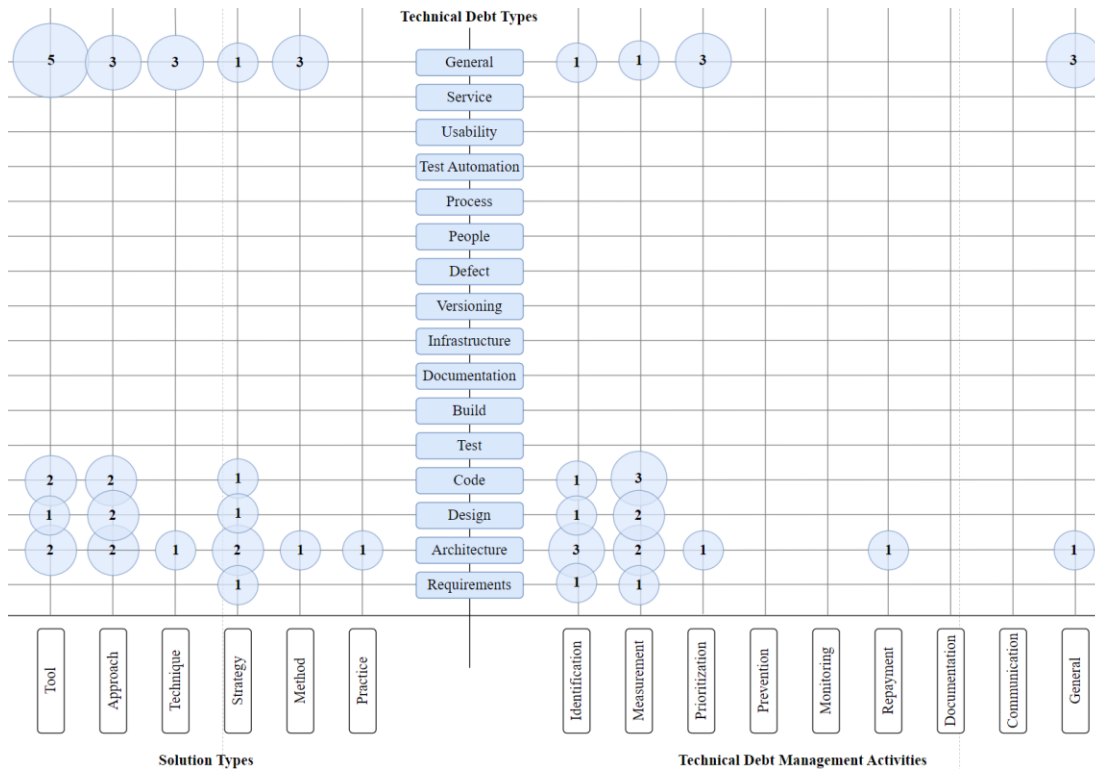 Technical Debt Types
5 3 3 1 3 General 1 1 3 3
Service
Usability
Test Automation
Process
People
Defect
Versioning
Infrastructure
Documentation
Build
Test
2 2 1 Code 1 3
1 2 1 Design 1 2
2 2 1 2 1 1 Architecture 3 2 1 1 1
1 Requirements 1 1
Tool
Approach
Technique
Strategy
Method
Practice
Identification
Measurement
Prioritization
Prevention
Monitoring
Repayment
Documentation
Communication
General
Solution Types
Technical Debt Management Activities